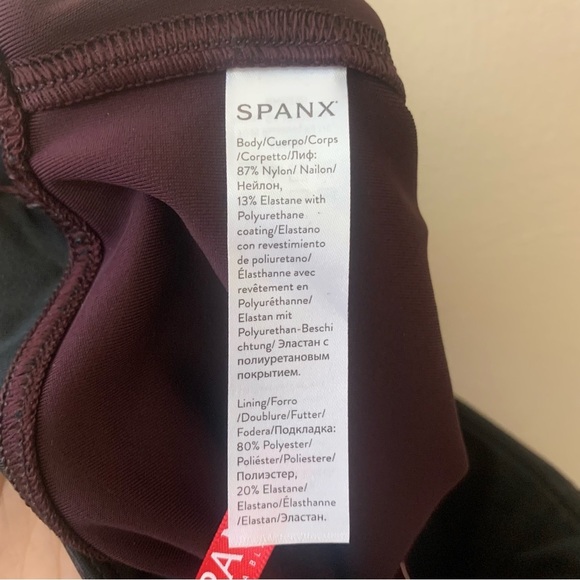 SPANX®
Body/Cuerpo/Corps
/Corpetto/Лиф:
87% Nylon/ Nailon/
Нейлон,
13% Elastane with
Polyurethane
coating/Elastano
con revestimiento
de poliuretano/
Élasthanne avec
revêtement en
Polyuréthanne/
Elastan mit
Polyurethan-Beschi
chtung/ Эластан с
полиуретановым
покрытием.
Lining/Forro
/Doublure/Futter/
Fodera/Подкладка:
80% Polyester/
Poliéster/Poliestere/
Полиэстер,
20% Elastane/
Elastano/Élasthanne
/Elastan/Эластан.
SPA